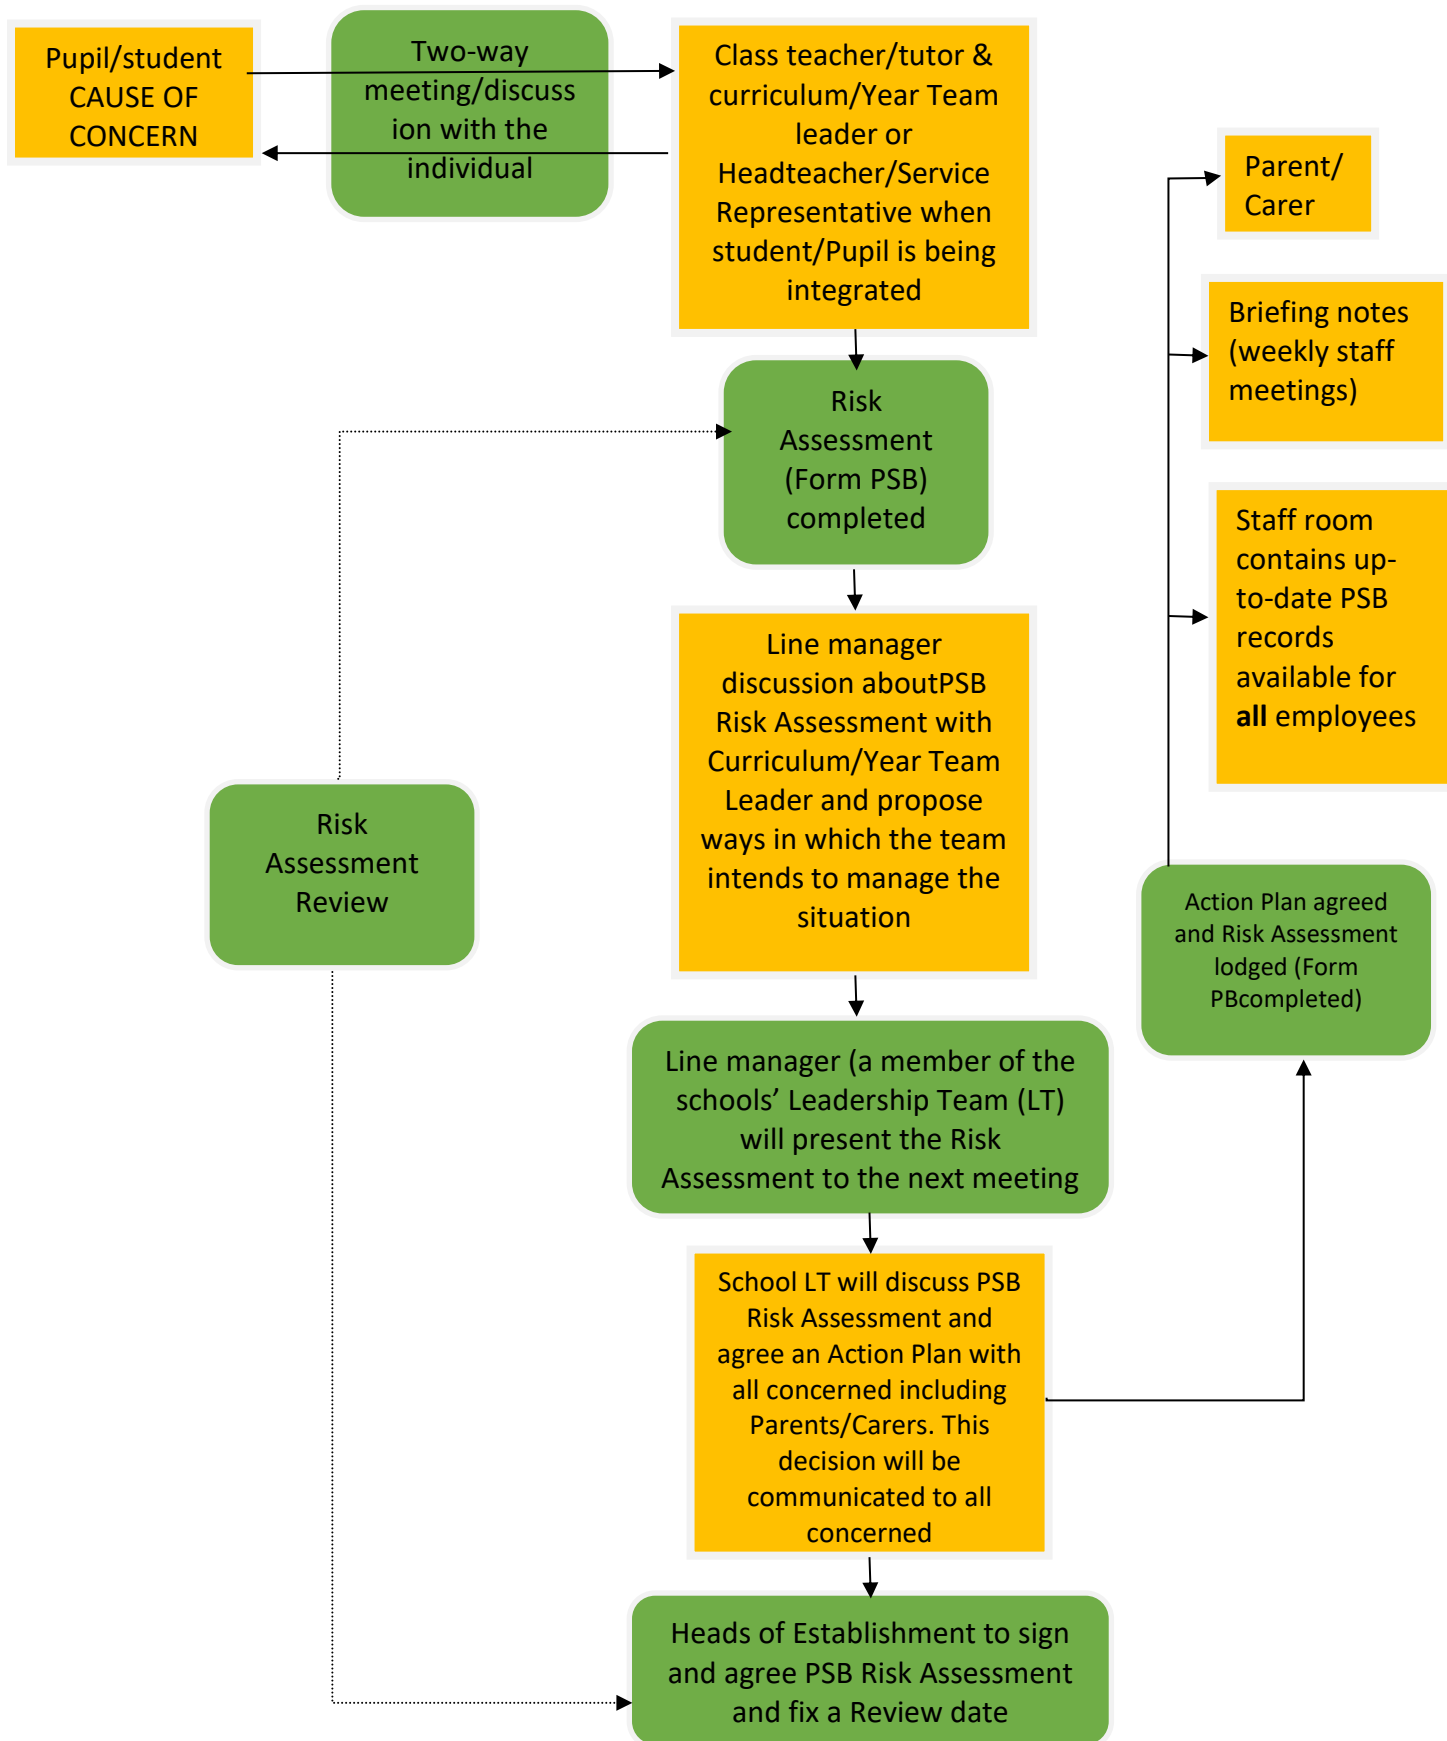 Pupil/student
CAUSE OF
CONCERN
Two-way
meeting/discuss
ion with the
individual
Class teacher/tutor &
curriculum/Year Team
leader or
Headteacher/Service
Representative when
student/Pupil is being
integrated
Parent/
Carer
Briefing notes
(weekly staff
meetings)
Staff room
contains up-
to-date PSB
records
available for
all employees
Risk
Assessment
(Form PSB)
completed
Line manager
discussion aboutPSB
Risk Assessment with
Curriculum/Year Team
Leader and propose
ways in which the team
intends to manage the
situation
Risk
Assessment
Review
Action Plan agreed
and Risk Assessment
lodged (Form
PBcompleted)
Line manager (a member of the
schools’ Leadership Team (LT)
will present the Risk
Assessment to the next meeting
School LT will discuss PSB
Risk Assessment and
agree an Action Plan with
all concerned including
Parents/Carers. This
decision will be
communicated to all
concerned
Heads of Establishment to sign
and agree PSB Risk Assessment
and fix a Review date